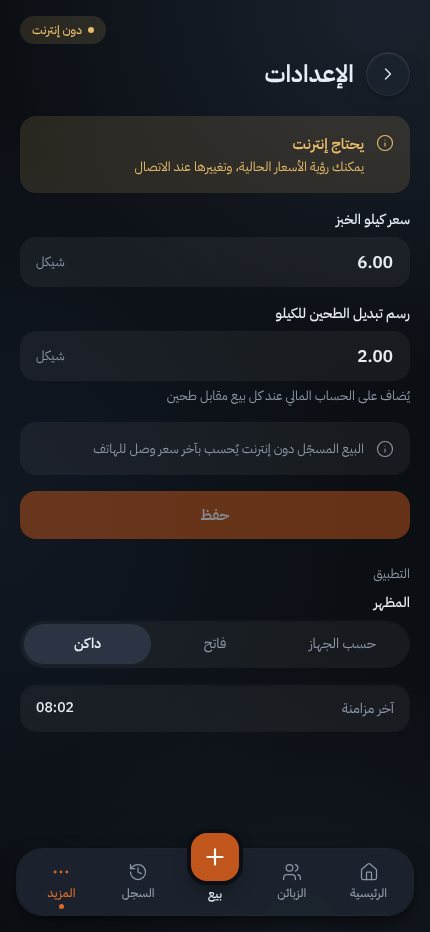 دون إنترنت
الإعدادات
يحتاج إنترنت
يمكنك رؤية الأسعار الحالية، وتغييرها عند الاتصال
سعر كيلو الخبز
6.00 شيكل
رسم تبديل الطحين للكيلو
2.00 شيكل
يُضاف على الحساب المالي عند كل بيع مقابل طحين
البيع المسجّل دون إنترنت يُحسب بآخر سعر وصل للهاتف
حفظ
التطبيق
المظهر
حسب الجهاز فاتح داكن
آخر مزامنة 08:02
الرئيسية الزبائن بيع السجل المزيد